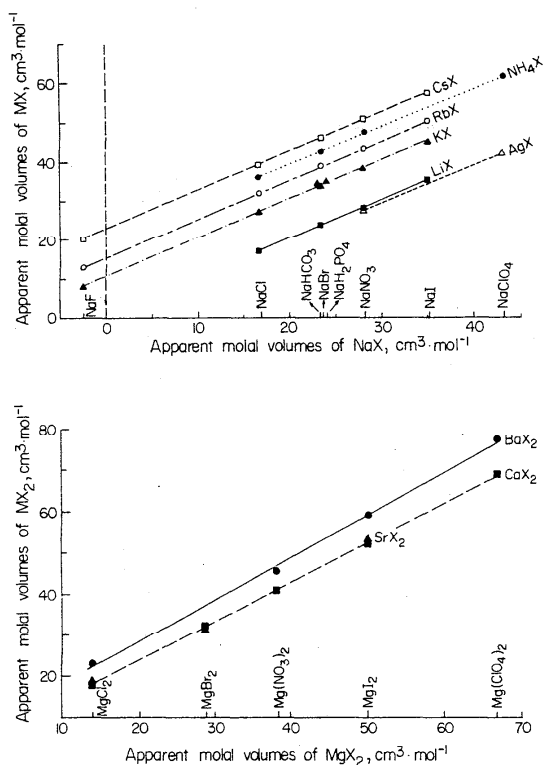 Apparent molal volumes of MX, cm³·mol⁻¹
60
40
20
0
CsX
NH₄X
RbX
KX
LiX
AgX
NaF
NaCl
NaHCO₃
NaBr
NaH₂PO₄
NaNO₃
NaI
NaClO₄
0
10
20
30
40
Apparent molal volumes of NaX, cm³·mol⁻¹
Apparent molal volumes of MX₂, cm³·mol⁻¹
80
60
40
20
BaX₂
CaX₂
SrX₂
MgCl₂
MgBr₂
Mg(NO₃)₂
MgI₂
Mg(ClO₄)₂
10
20
30
40
50
60
70
Apparent molal volumes of MgX₂, cm³·mol⁻¹